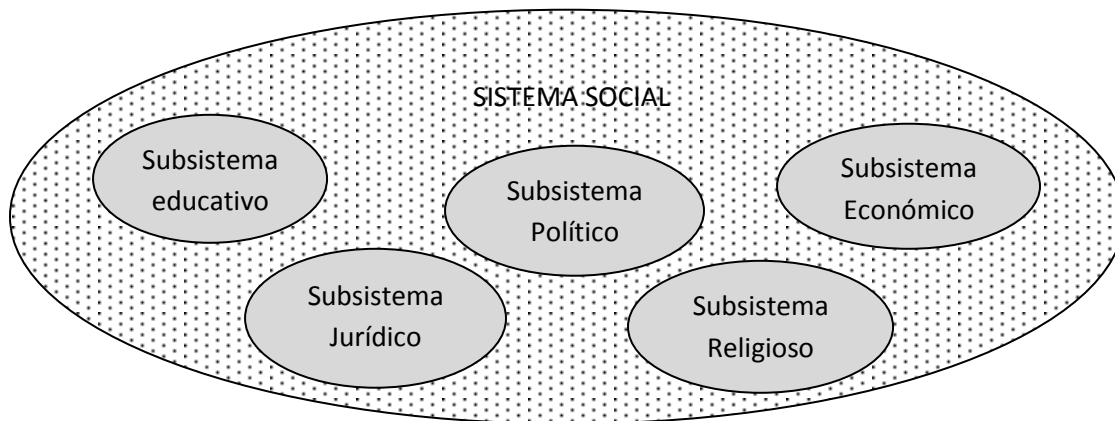 SISTEMA SOCIAL
Subsistema
educativo
Subsistema
Político
Subsistema
Económico
Subsistema
Jurídico
Subsistema
Religioso